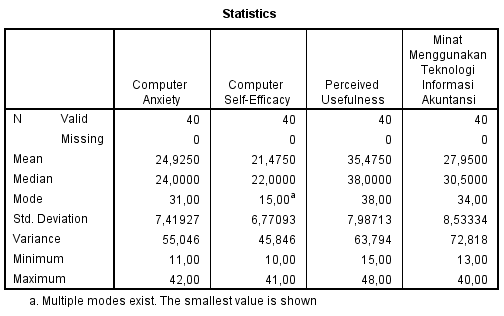 Statistics
Minat
Menggunakan
Teknologi
Computer Computer Perceived Informasi
Anxiety Self-Efficacy Usefulness Akuntansi
N Valid 40 40 40 40
Missing 0 0 0 0
Mean 24,9250 21,4750 35,4750 27,9500
Median 24,0000 22,0000 38,0000 30,5000
Mode 31,00 15,00a 38,00 34,00
Std. Deviation 7,41927 6,77093 7,98713 8,53334
Variance 55,046 45,846 63,794 72,818
Minimum 11,00 10,00 15,00 13,00
Maximum 42,00 41,00 48,00 40,00
a. Multiple modes exist. The smallest value is shown